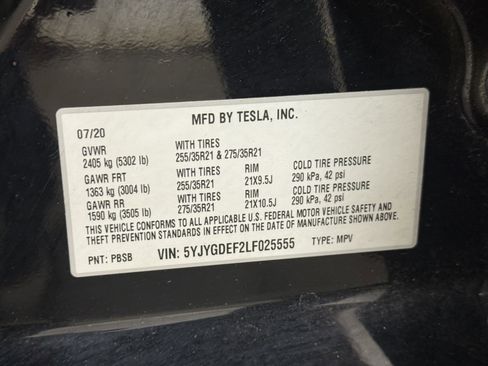 MFD BY TESLA, INC.
07/20
GVWR WITH TIRES
2405 kg (5302 lb) 255/35R21 & 275/35R21
GAWR FRT WITH TIRES RIM COLD TIRE PRESSURE
1363 kg (3004 lb) 255/35R21 21X9.5J 290 kPa, 42 psi
GAWR RR WITH TIRES RIM COLD TIRE PRESSURE
1590 kg (3505 lb) 275/35R21 21X10.5J 290 kPa, 42 psi
THIS VEHICLE CONFORMS TO ALL APPLICABLE U.S. FEDERAL MOTOR VEHICLE SAFETY AND
THEFT PREVENTION STANDARDS IN EFFECT ON THE DATE OF MANUFACTURE SHOWN ABOVE.
PNT: PBSB VIN: 5YJYGDEF2LF025555 TYPE: MPV